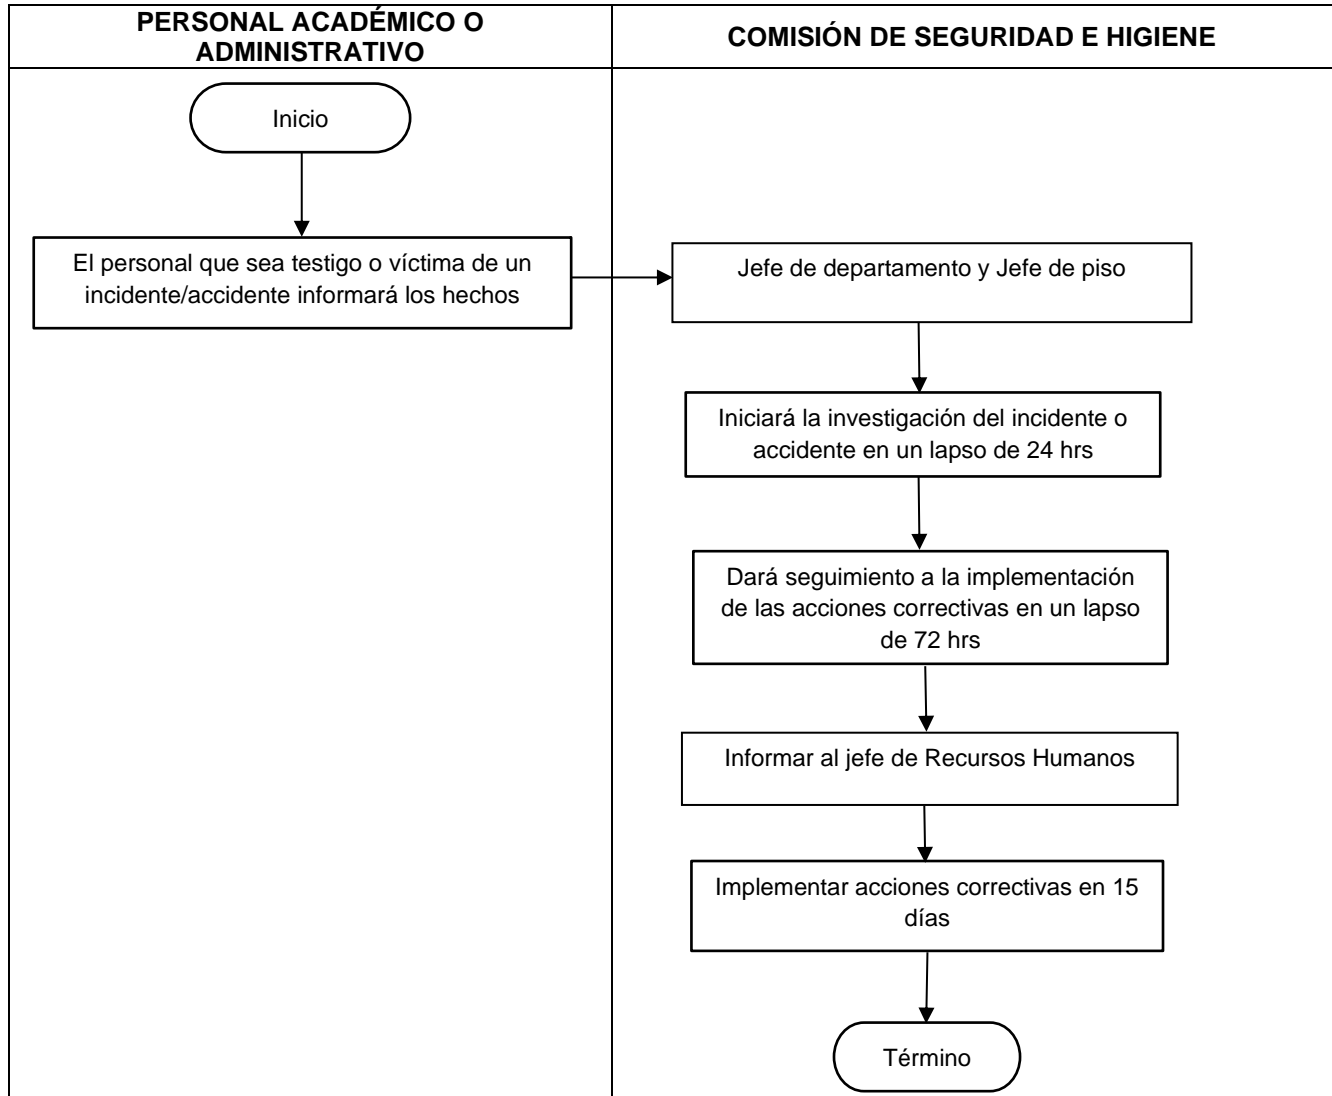 PERSONAL ACADÉMICO O
ADMINISTRATIVO
COMISIÓN DE SEGURIDAD E HIGIENE
Inicio
El personal que sea testigo o víctima de un
incidente/accidente informará los hechos
Jefe de departamento y Jefe de piso
Iniciará la investigación del incidente o
accidente en un lapso de 24 hrs
Dará seguimiento a la implementación
de las acciones correctivas en un lapso
de 72 hrs
Informar al jefe de Recursos Humanos
Implementar acciones correctivas en 15
días
Término